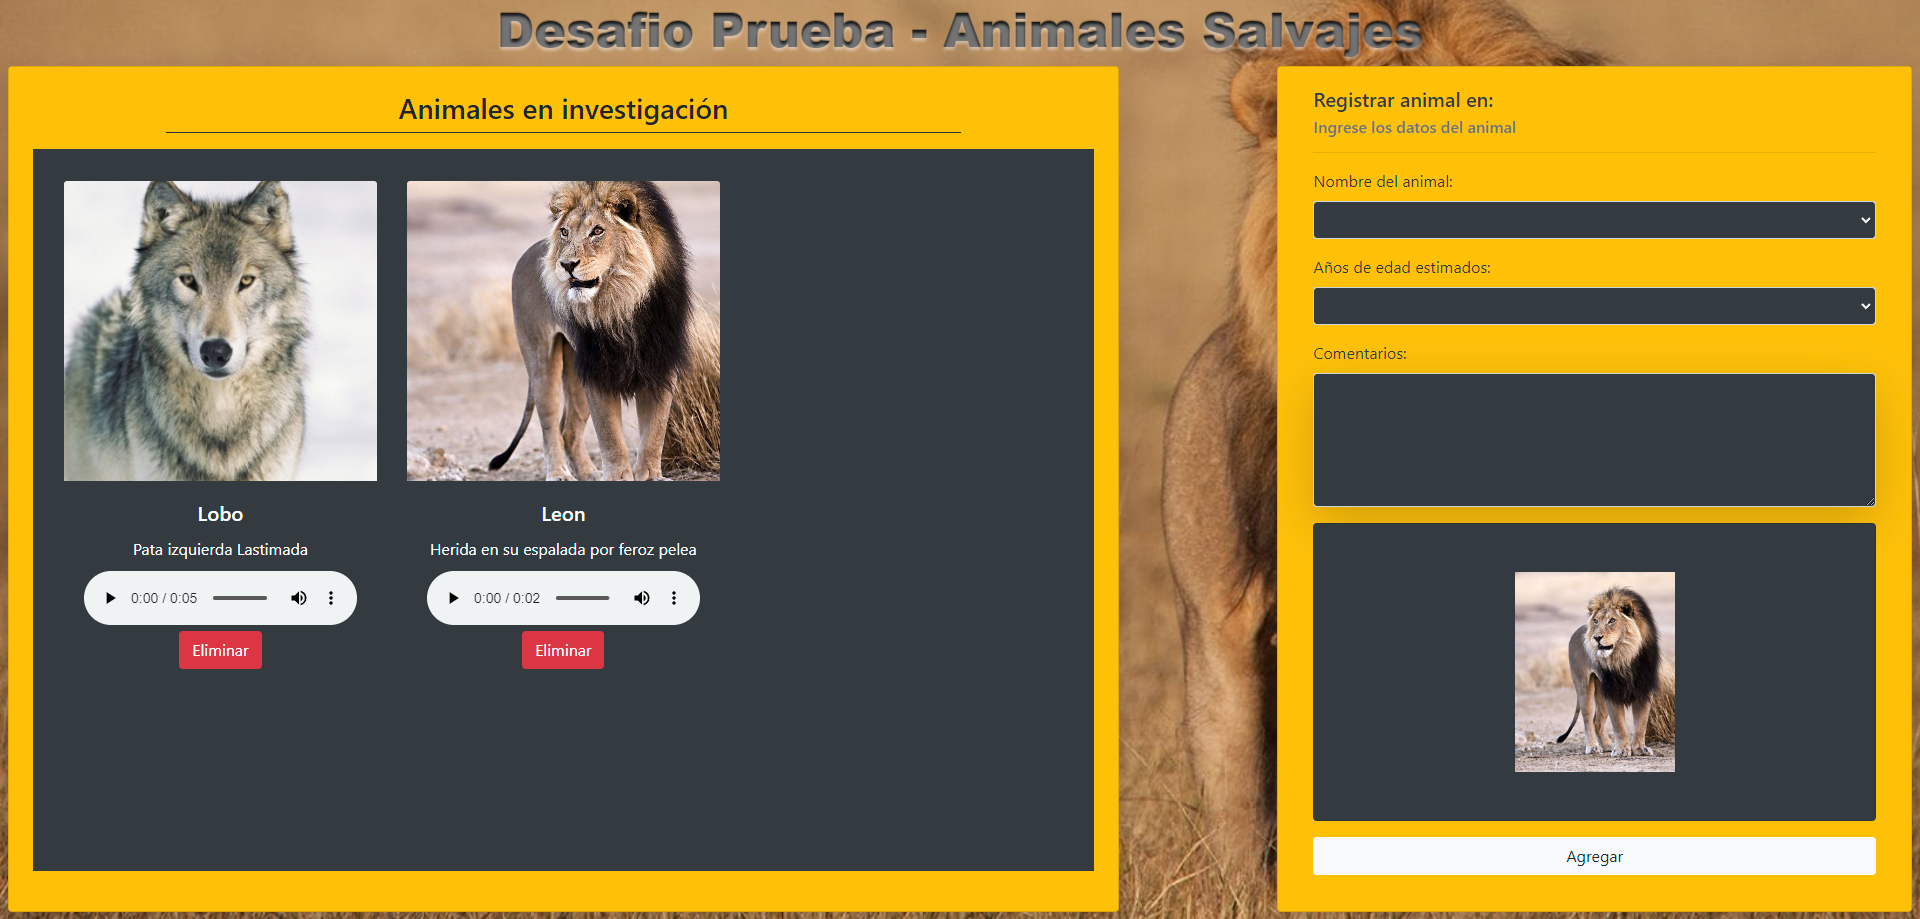 Desafio Prueba - Animales Salvajes
Animales en investigación
Lobo
Pata izquierda Lastimada
0:00 / 0:05
Eliminar
Leon
Herida en su espalada por feroz pelea
0:00 / 0:02
Eliminar
Registrar animal en:
Ingrese los datos del animal
Nombre del animal:
Años de edad estimados:
Comentarios:
Agregar